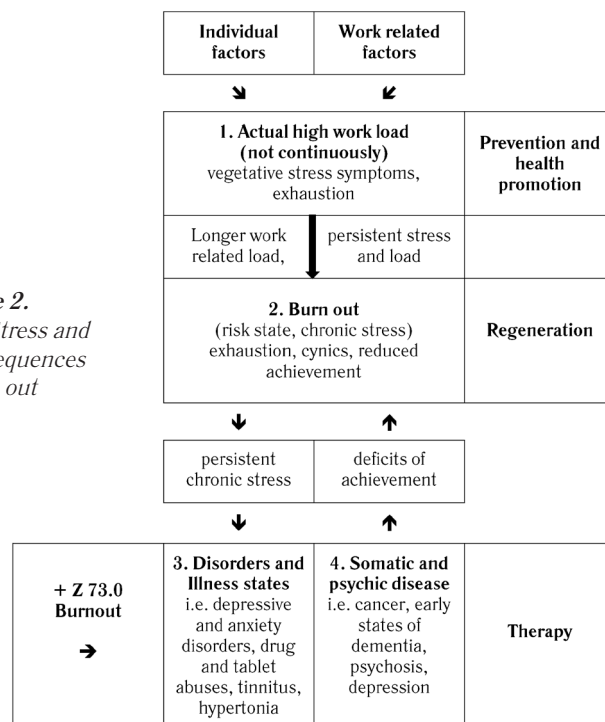 Individual
factors
Work related
factors
1. Actual high work load
(not continuously)
vegetative stress symptoms,
exhaustion
Prevention and
health
promotion
Longer work
related load,
persistent stress
and load
2.
tress and
equences
out
2. Burn out
(risk state, chronic stress)
exhaustion, cynics, reduced
achievement
Regeneration
persistent
chronic stress
deficits of
achievement
+ Z 73.0
Burnout
3. Disorders and
Illness states
i.e. depressive
and anxiety
disorders, drug
and tablet
abuses, tinnitus,
hypertonia
4. Somatic and
psychic disease
i.e. cancer, early
states of
dementia,
psychosis,
depression
Therapy